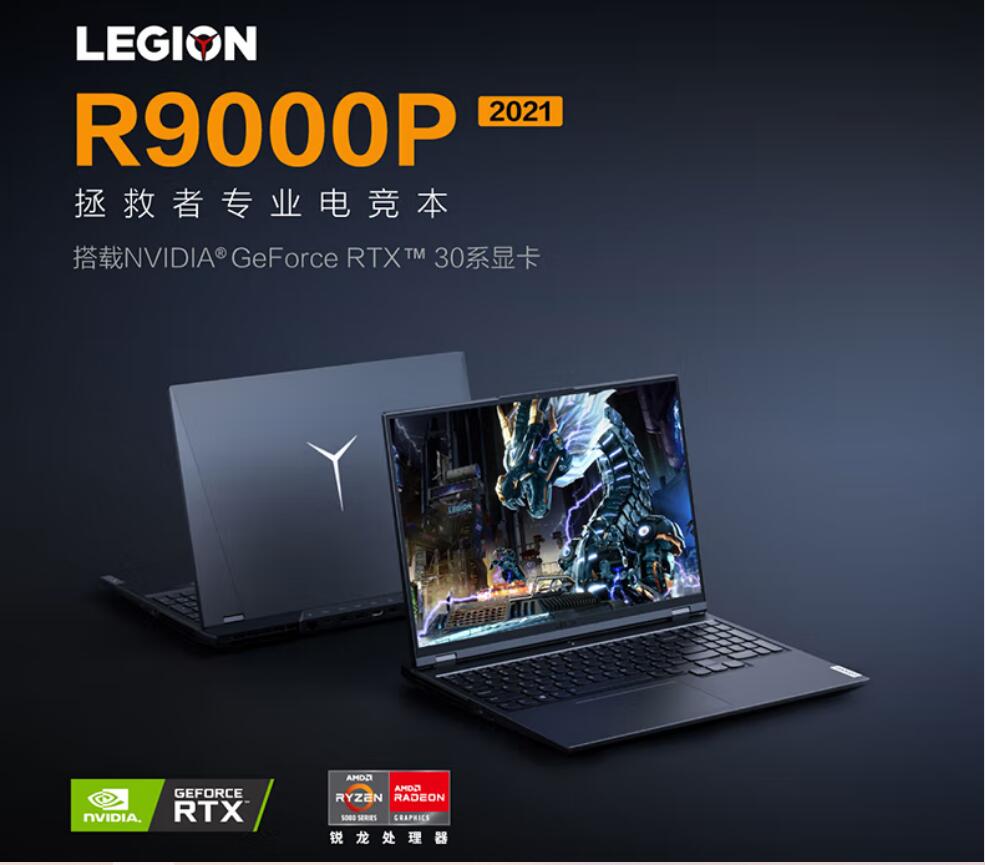 LEGION
R9000P 2021
拯救者专业电竞本
搭载NVIDIA® GeForce RTX™ 30系显卡
LEGION
Lenovo
NVIDIA. GEFORCE RTX™
AMD RYZEN 5000 SERIES
AMD RADEON GRAPHICS
锐龙处理器